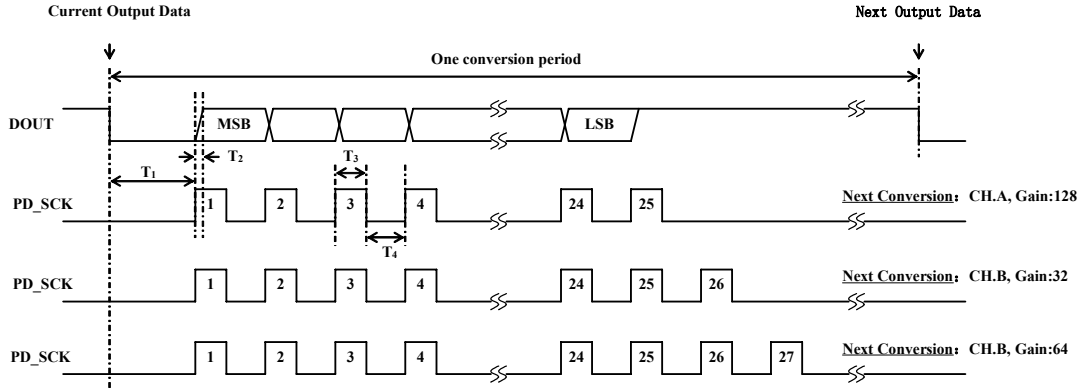 Current Output Data
Next Output Data
One conversion period
DOUT
MSB
LSB
T2
T1
T3
PD_SCK
1
2
3
4
24
25
Next Conversion： CH.A, Gain:128
T4
PD_SCK
1
2
3
4
24
25
26
Next Conversion： CH.B, Gain:32
PD_SCK
1
2
3
4
24
25
26
27
Next Conversion： CH.B, Gain:64